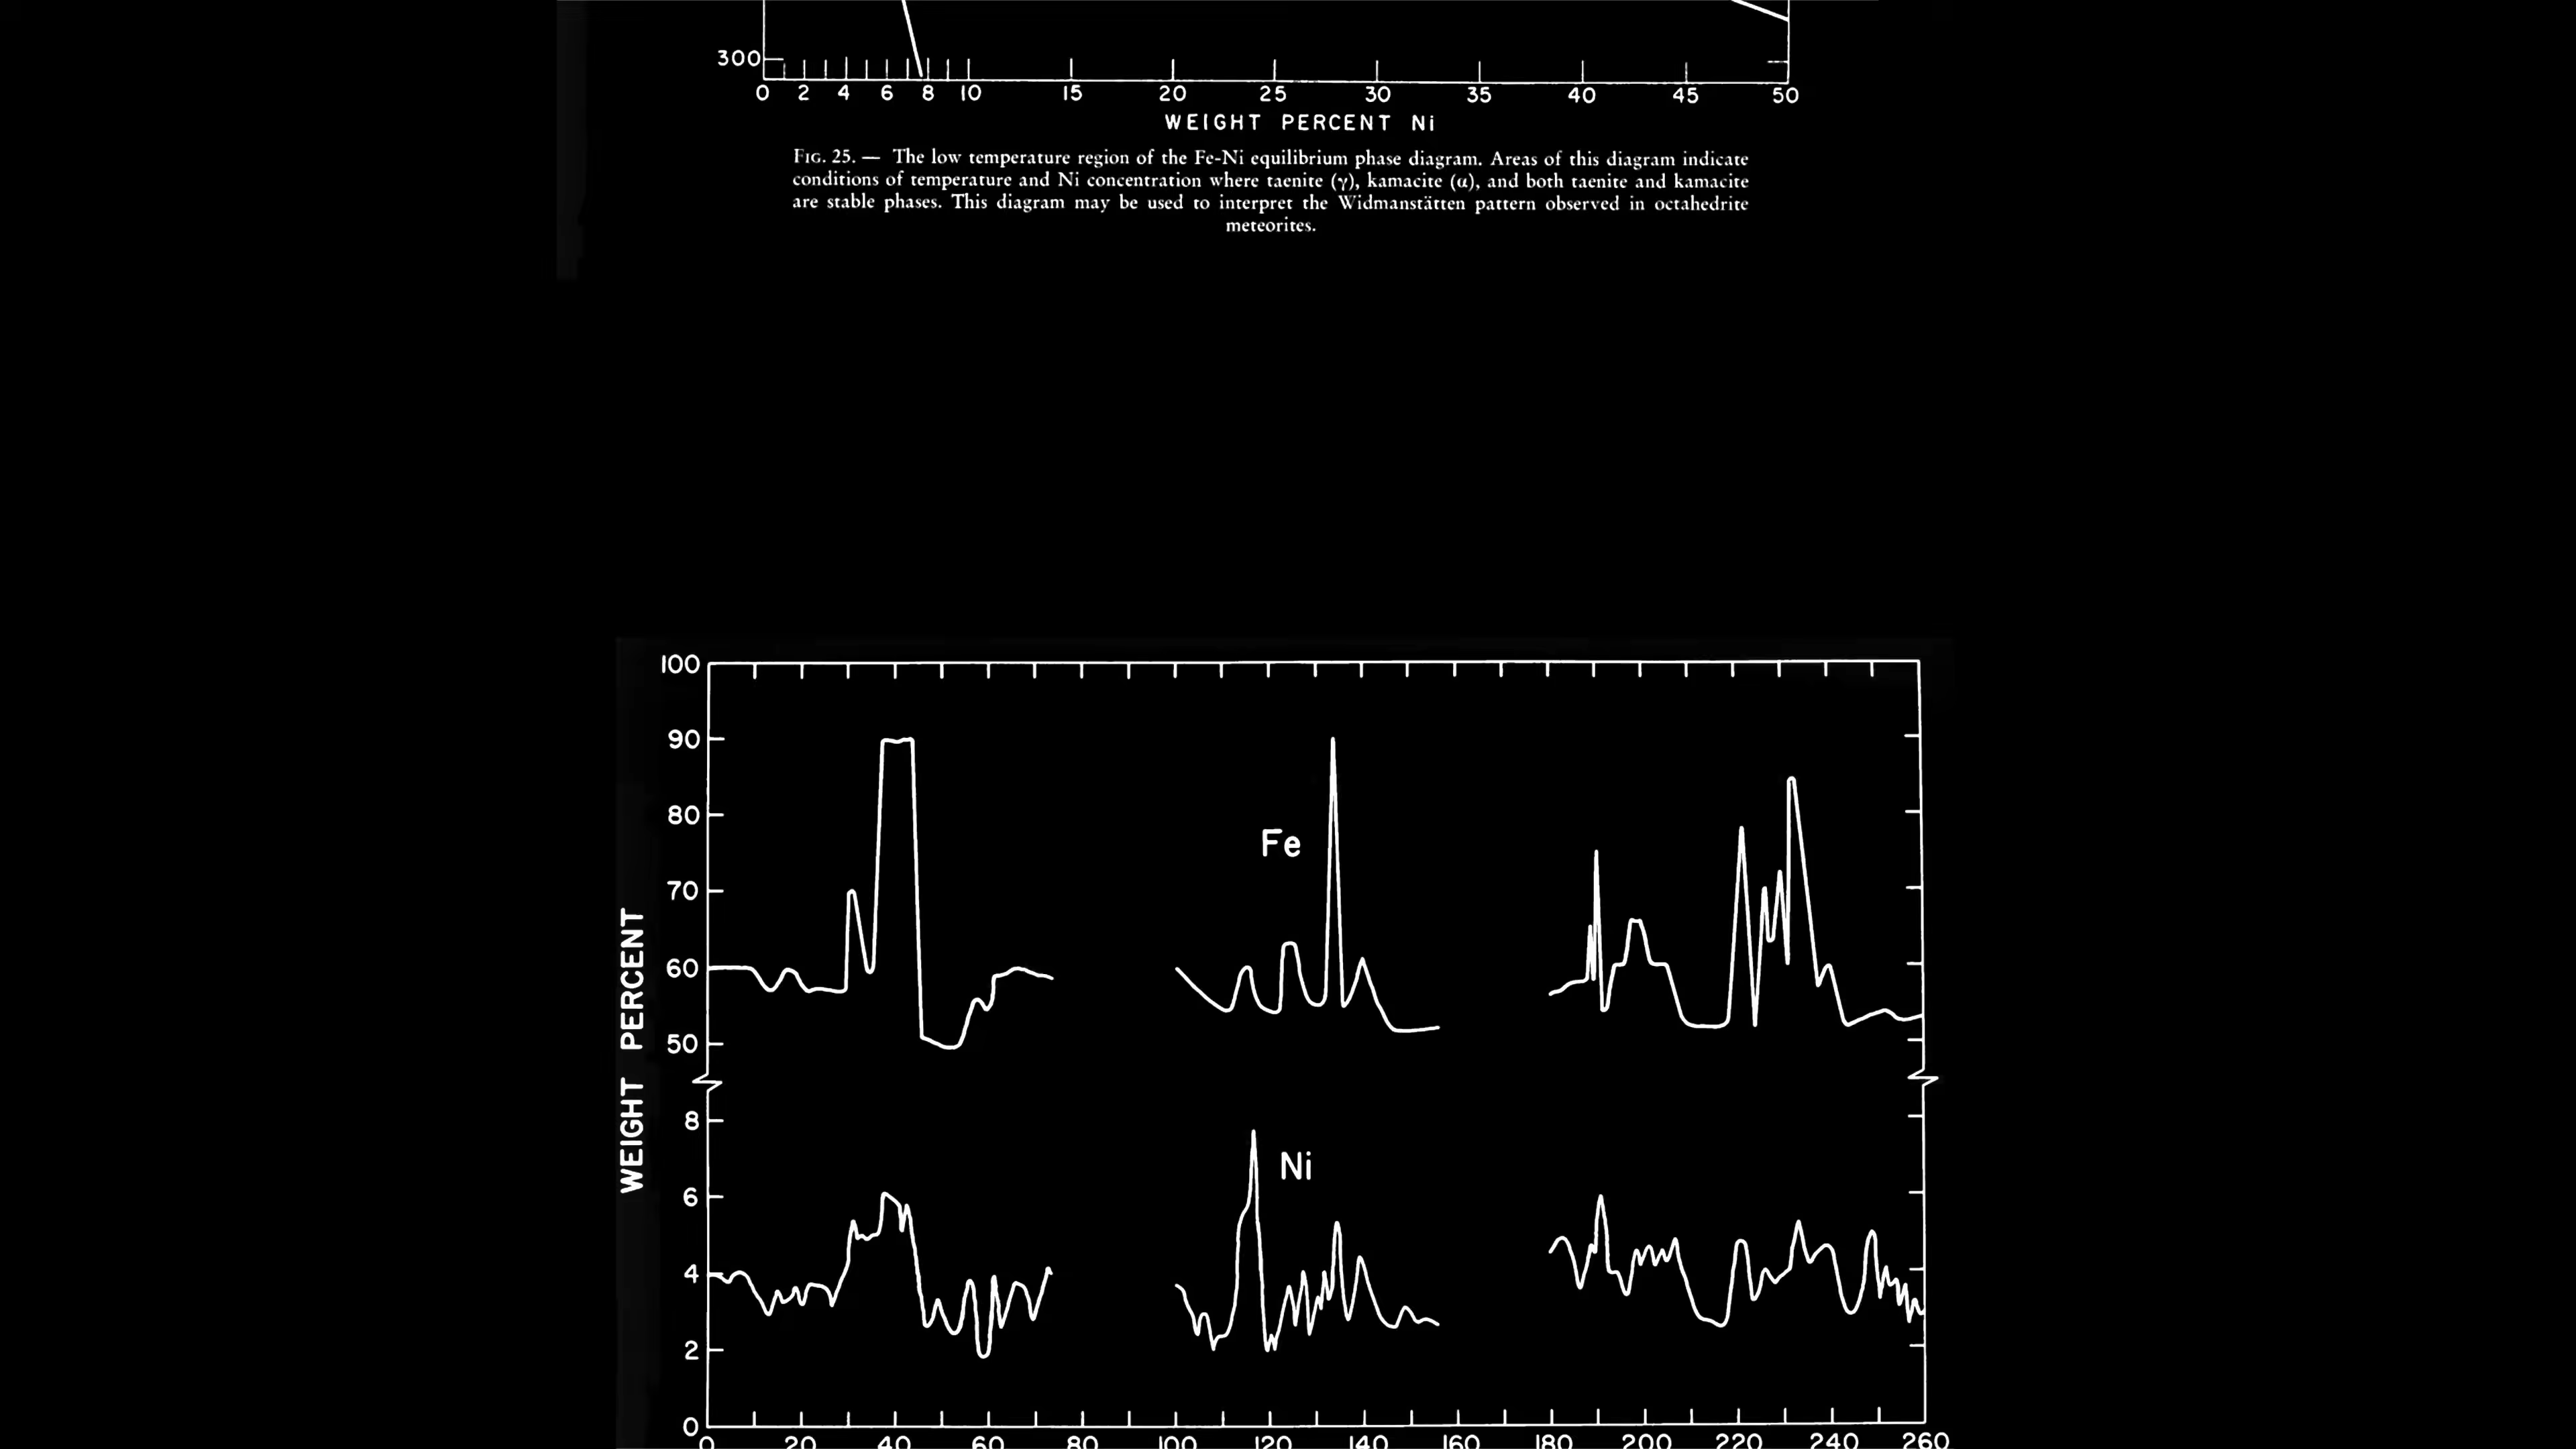 300
0 2 4 6 8 10 15 20 25 30 35 40 45 50
WEIGHT PERCENT Ni
FIG. 25. — The low temperature region of the Fe-Ni equilibrium phase diagram. Areas of this diagram indicate
conditions of temperature and Ni concentration where taenite (γ), kamacite (α), and both taenite and kamacite
are stable phases. This diagram may be used to interpret the Widmanstätten pattern observed in octahedrite
meteorites.
100
90
80
70
60
50
8
6
4
2
0
WEIGHT PERCENT
Fe
Ni
0 20 40 60 80 100 120 140 160 180 200 220 240 260